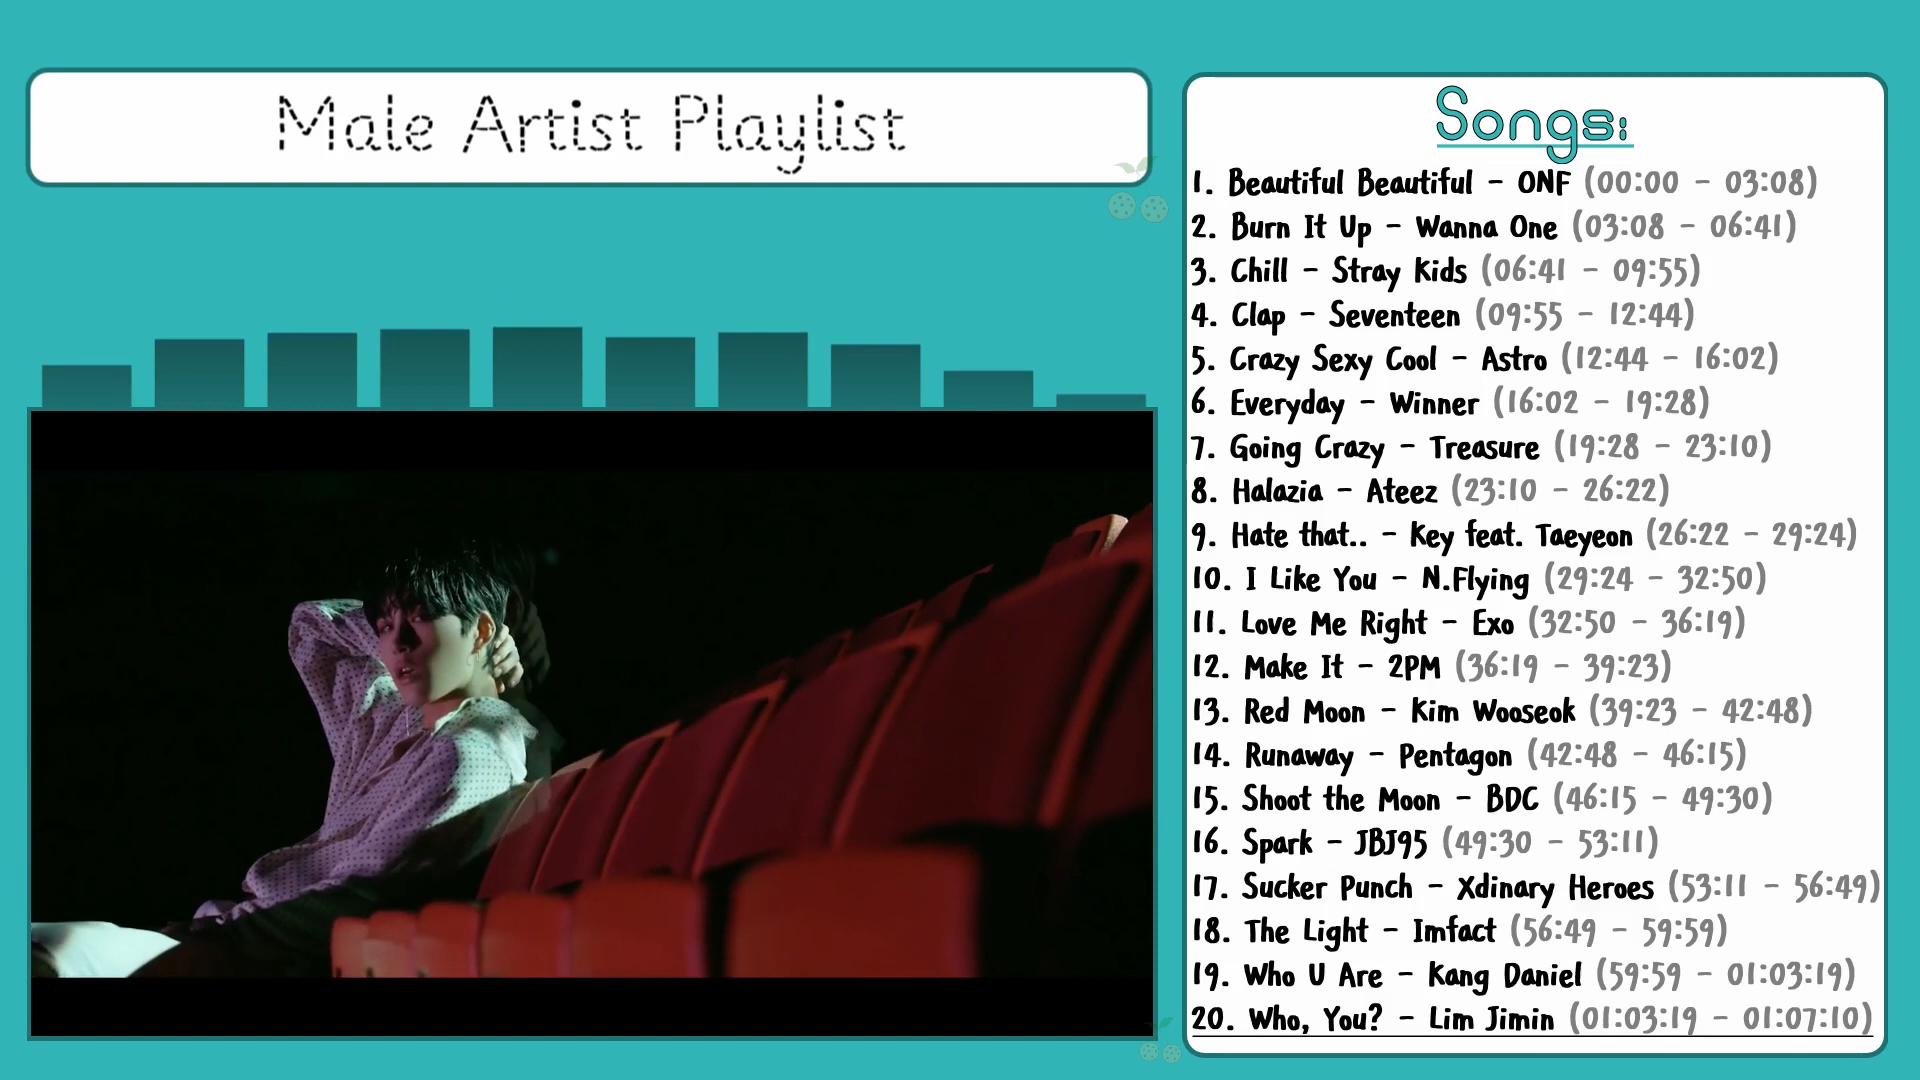 Male Artist Playlist
Songs:
1. Beautiful Beautiful - ONF (00:00 - 03:08)
2. Burn It Up - Wanna One (03:08 - 06:41)
3. Chill - Stray Kids (06:41 - 09:55)
4. Clap - Seventeen (09:55 - 12:44)
5. Crazy Sexy Cool - Astro (12:44 - 16:02)
6. Everyday - Winner (16:02 - 19:28)
7. Going Crazy - Treasure (19:28 - 23:10)
8. Halazia - Ateez (23:10 - 26:22)
9. Hate that.. - Key feat. Taeyeon (26:22 - 29:24)
10. I Like You - N.Flying (29:24 - 32:50)
11. Love Me Right - Exo (32:50 - 36:19)
12. Make It - 2PM (36:19 - 39:23)
13. Red Moon - Kim Wooseok (39:23 - 42:48)
14. Runaway - Pentagon (42:48 - 46:15)
15. Shoot the Moon - BDC (46:15 - 49:30)
16. Spark - JBJ95 (49:30 - 53:11)
17. Sucker Punch - Xdinary Heroes (53:11 - 56:49)
18. The Light - Imfact (56:49 - 59:59)
19. Who U Are - Kang Daniel (59:59 - 01:03:19)
20. Who, You? - Lim Jimin (01:03:19 - 01:07:10)